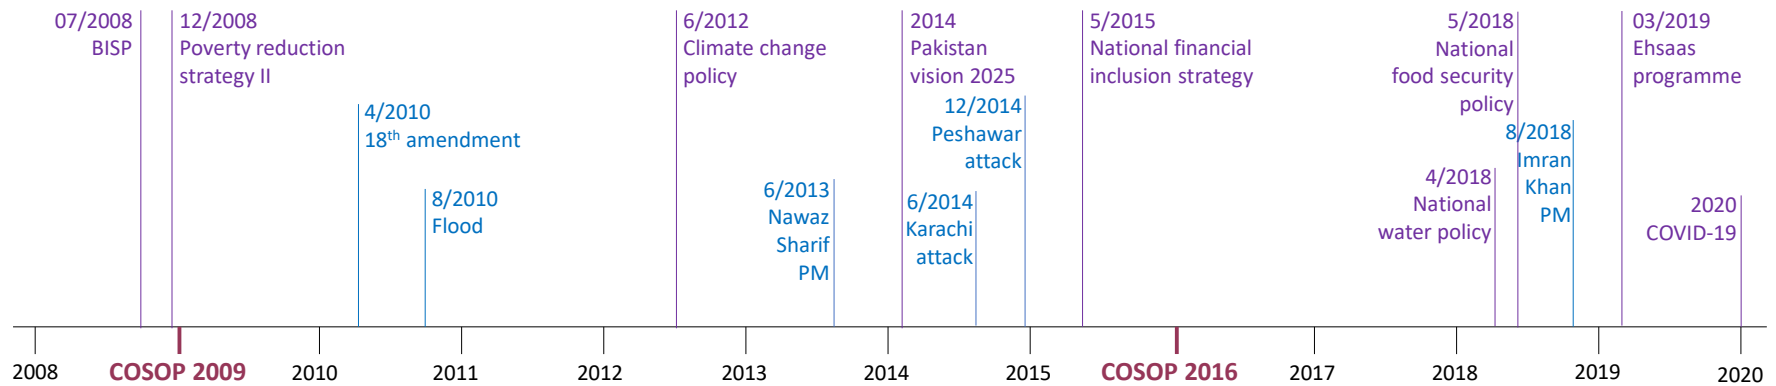 07/2008
BISP
12/2008
Poverty reduction
strategy II
4/2010
18th amendment
8/2010
Flood
6/2012
Climate change
policy
6/2013
Nawaz
Sharif
PM
2014
Pakistan
vision 2025
6/2014
Karachi
attack
12/2014
Peshawar
attack
5/2015
National financial
inclusion strategy
4/2018
National
water policy
5/2018
National
food security
policy
8/2018
Imran
Khan
PM
03/2019
Ehsaas
programme
2020
COVID-19
2008
COSOP 2009
2010
2011
2012
2013
2014
2015
COSOP 2016
2017
2018
2019
2020